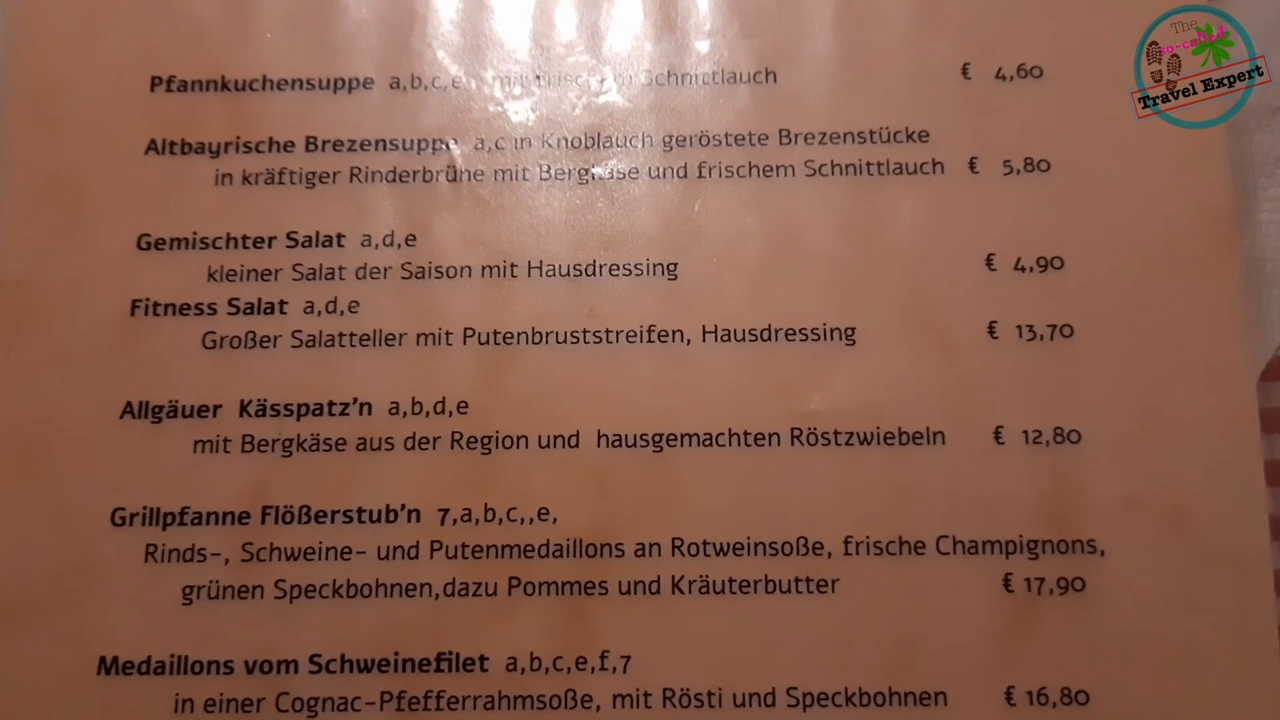 The
so-called
Travel Expert
Pfannkuchensuppe a,b,c,e mit frischem Schnittlauch € 4,60
Altbayrische Brezensuppe a,c in Knoblauch geröstete Brezenstücke
in kräftiger Rinderbrühe mit Bergkäse und frischem Schnittlauch € 5,80
Gemischter Salat a,d,e
kleiner Salat der Saison mit Hausdressing € 4,90
Fitness Salat a,d,e
Großer Salatteller mit Putenbruststreifen, Hausdressing € 13,70
Allgäuer Kässpatz'n a,b,d,e
mit Bergkäse aus der Region und hausgemachten Röstzwiebeln € 12,80
Grillpfanne Flößerstub'n 7,a,b,c,,e,
Rinds-, Schweine- und Putenmedaillons an Rotweinsoße, frische Champignons,
grünen Speckbohnen,dazu Pommes und Kräuterbutter € 17,90
Medaillons vom Schweinefilet a,b,c,e,f,7
in einer Cognac-Pfefferrahmsoße, mit Rösti und Speckbohnen € 16,80